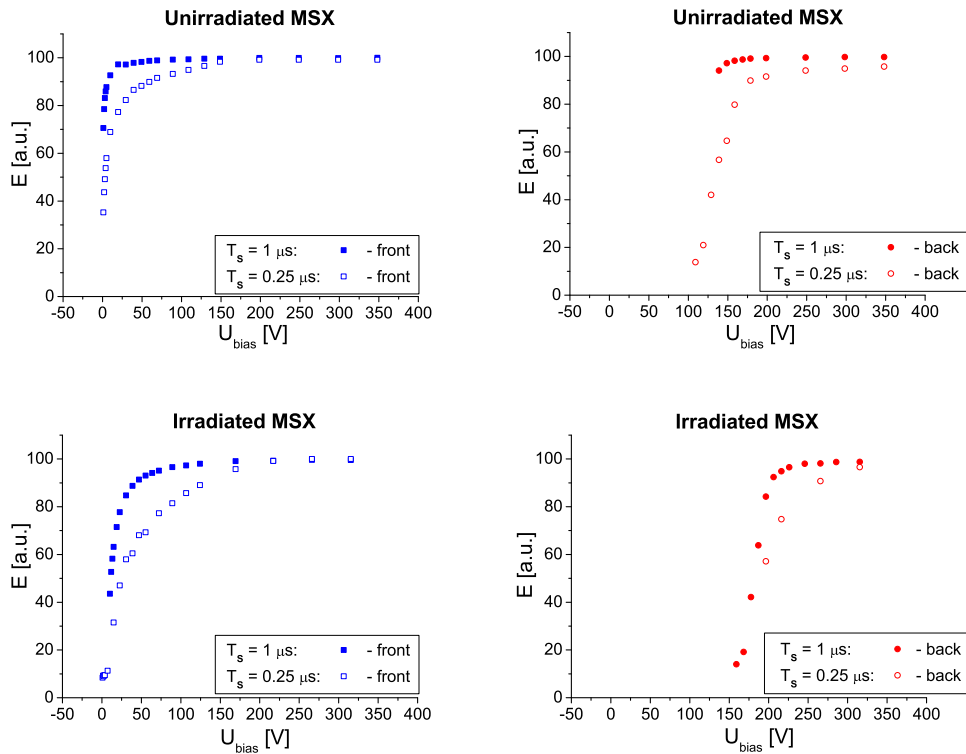 Unirradiated MSX
E [a.u.]
100
80
60
40
20
0
-50 0 50 100 150 200 250 300 350 400
U_bias [V]
T_s = 1 μs: - front
T_s = 0.25 μs: - front
Unirradiated MSX
E [a.u.]
100
80
60
40
20
0
-50 0 50 100 150 200 250 300 350 400
U_bias [V]
T_s = 1 μs: - back
T_s = 0.25 μs: - back
Irradiated MSX
E [a.u.]
100
80
60
40
20
0
-50 0 50 100 150 200 250 300 350 400
U_bias [V]
T_s = 1 μs: - front
T_s = 0.25 μs: - front
Irradiated MSX
E [a.u.]
100
80
60
40
20
0
-50 0 50 100 150 200 250 300 350 400
U_bias [V]
T_s = 1 μs: - back
T_s = 0.25 μs: - back